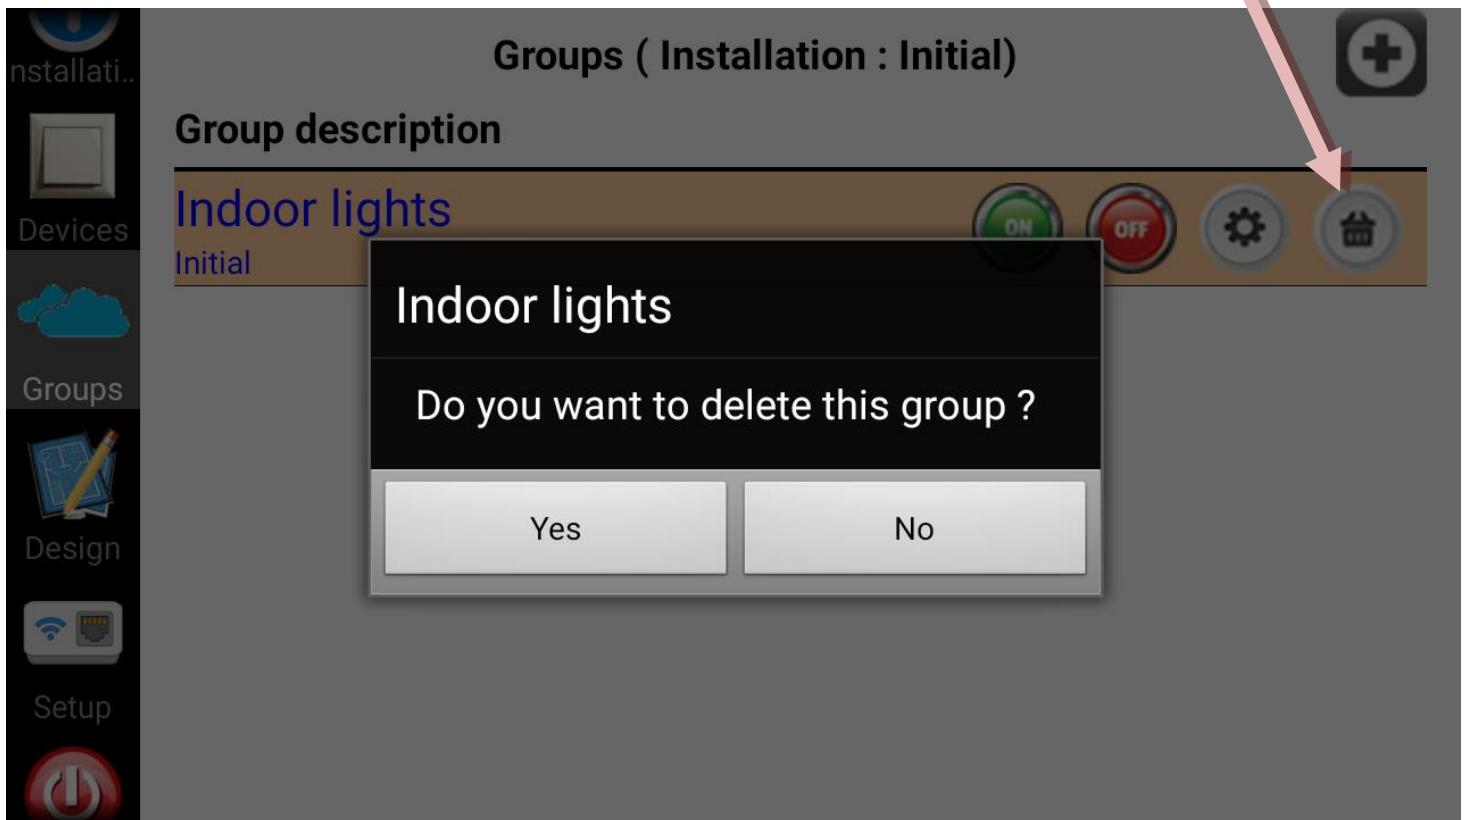 nstallati..
Groups ( Installation : Initial)
Group description
Devices
Indoor lights
Initial
ON
OFF
Groups
Indoor lights
Do you want to delete this group ?
Yes
No
Design
Setup